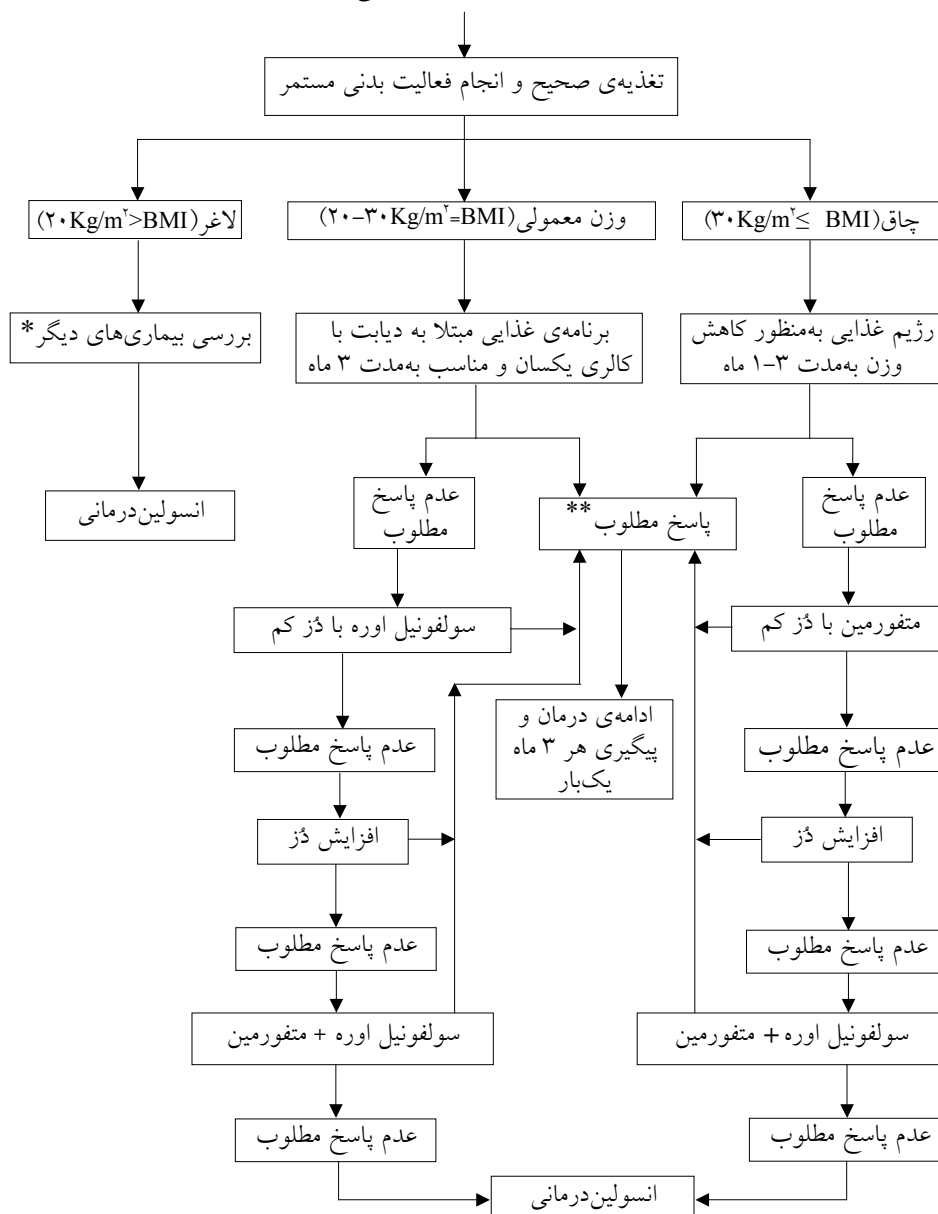 تغذیه‌ی صحیح و انجام فعالیت بدنی مستمر
چاق(۳۰Kg/m۲≤ BMI)
وزن معمولی(۲۰-۳۰Kg/m۲=BMI)
لاغر(۲۰Kg/m۲>BMI)
رژیم غذایی به‌منظور کاهش
وزن به‌مدت ۳-۱ ماه
برنامه‌ی غذایی مبتلا به دیابت با
کالری یکسان و مناسب به‌مدت ۳ ماه
بررسی بیماری‌های دیگر*
عدم پاسخ
مطلوب
پاسخ مطلوب**
عدم پاسخ
مطلوب
انسولین‌درمانی
متفورمین با دُز کم
سولفونیل اوره با دُز کم
ادامه‌ی درمان و
پیگیری هر ۳ ماه
یک‌بار
عدم پاسخ مطلوب
عدم پاسخ مطلوب
افزایش دُز
افزایش دُز
عدم پاسخ مطلوب
عدم پاسخ مطلوب
سولفونیل اوره + متفورمین
سولفونیل اوره + متفورمین
عدم پاسخ مطلوب
عدم پاسخ مطلوب
انسولین‌درمانی